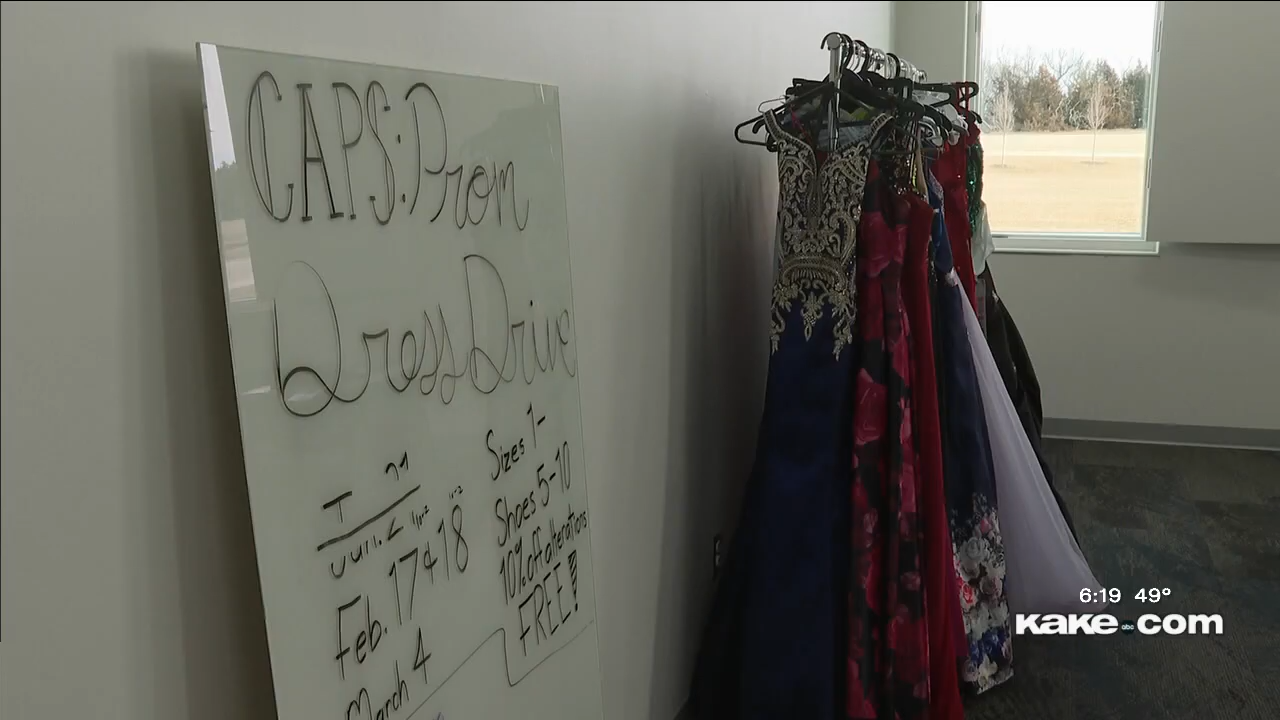 CAPS: Prom
Dress Drive
Sizes 1-
Shoes 5-10
10% off alterations
FREE!
Feb. 17 & 18
March 4
6:19 49°
KAKE abc .com